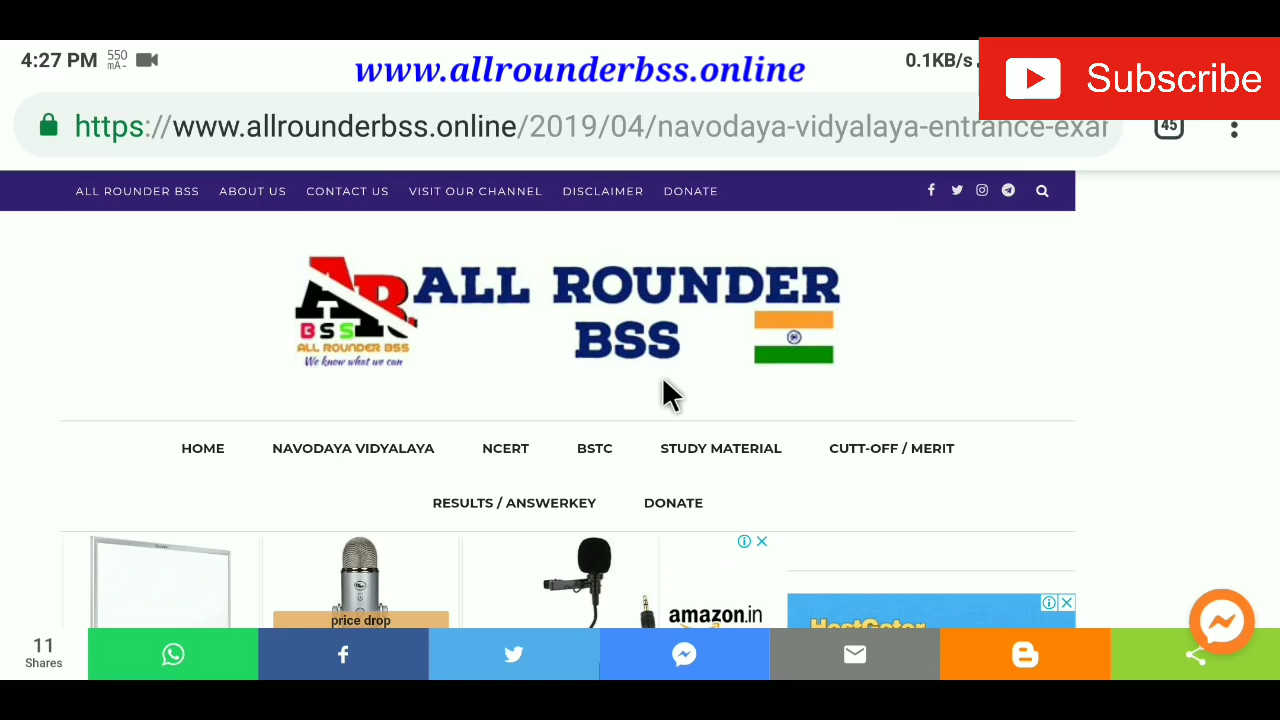 4:27 PM 550 mA- www.allrounderbss.online 0.1KB/s
Subscribe
https://www.allrounderbss.online/2019/04/navodaya-vidyalaya-entrance-exar 45
ALL ROUNDER BSS ABOUT US CONTACT US VISIT OUR CHANNEL DISCLAIMER DONATE
AR ALL ROUNDER
BSS BSS
ALL ROUNDER BSS
We know what we can
HOME NAVODAYA VIDYALAYA NCERT BSTC STUDY MATERIAL CUTT-OFF / MERIT
RESULTS / ANSWERKEY DONATE
price drop amazon.in HostGator
11
Shares